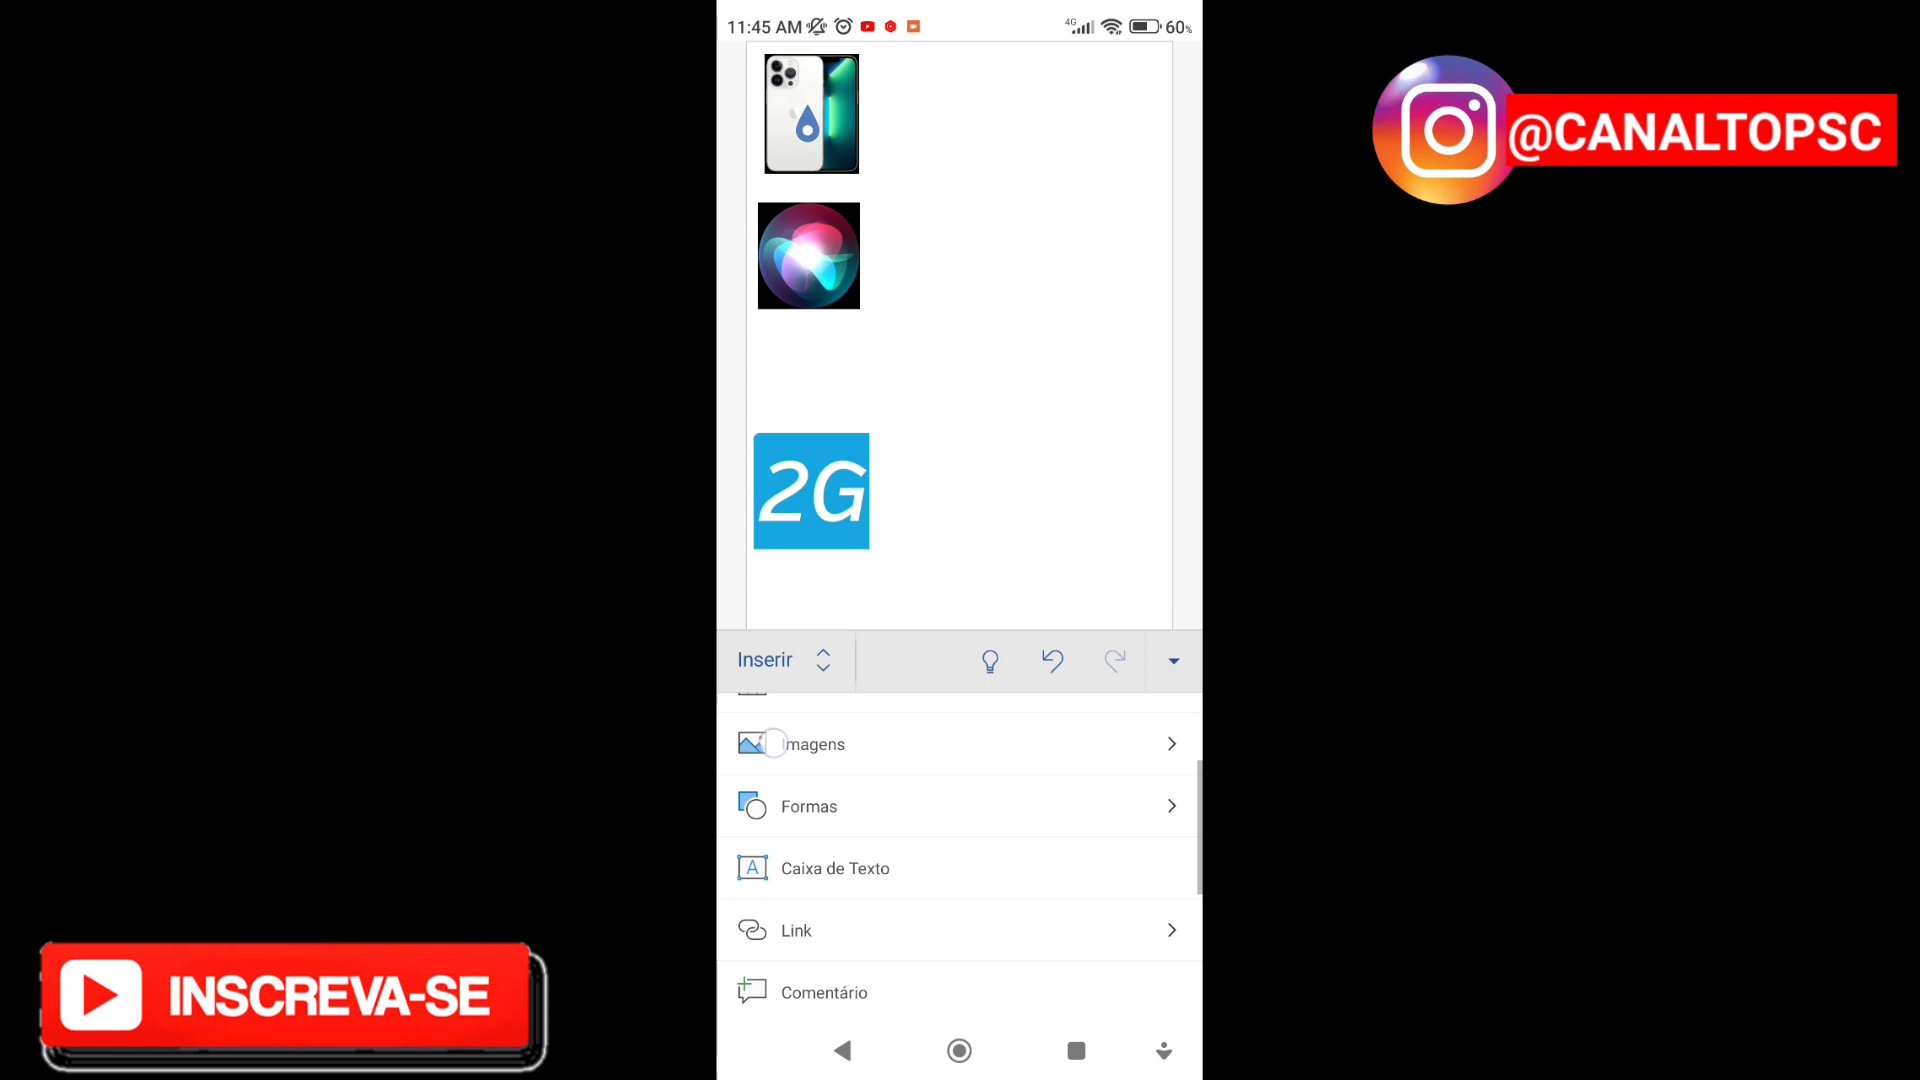 11:45 AM
4G
60%
@CANALTOPSC
2G
Inserir
Imagens
Formas
A
Caixa de Texto
Link
Comentário
INSCREVA-SE